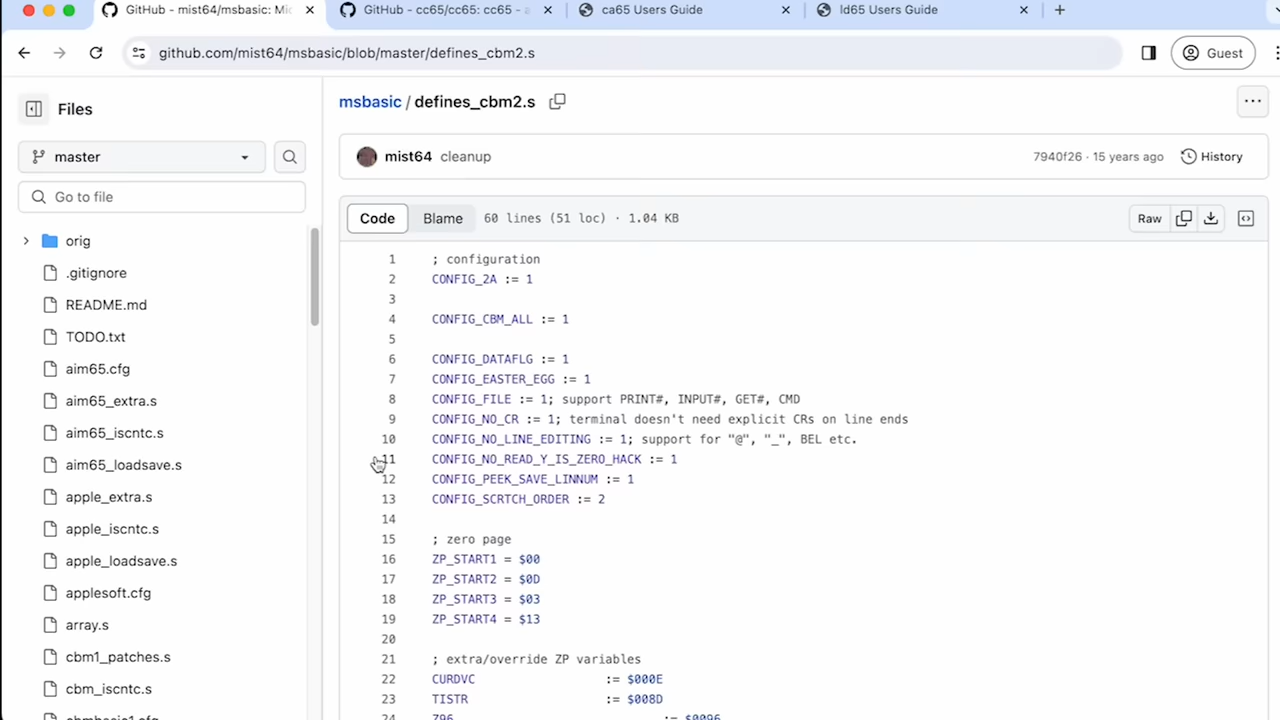 GitHub - mist64/msbasic: Mic
GitHub - cc65/cc65: cc65 - a
ca65 Users Guide
ld65 Users Guide
github.com/mist64/msbasic/blob/master/defines_cbm2.s
Guest
Files
master
Go to file
orig
.gitignore
README.md
TODO.txt
aim65.cfg
aim65_extra.s
aim65_iscntc.s
aim65_loadsave.s
apple_extra.s
apple_iscntc.s
apple_loadsave.s
applesoft.cfg
array.s
cbm1_patches.s
cbm_iscntc.s
cbmbasic1.cfg
msbasic / defines_cbm2.s
mist64 cleanup
7940f26 · 15 years ago
History
Code
Blame
60 lines (51 loc) · 1.04 KB
Raw
1 ; configuration
2 CONFIG_2A := 1
3
4 CONFIG_CBM_ALL := 1
5
6 CONFIG_DATAFLG := 1
7 CONFIG_EASTER_EGG := 1
8 CONFIG_FILE := 1; support PRINT#, INPUT#, GET#, CMD
9 CONFIG_NO_CR := 1; terminal doesn't need explicit CRs on line ends
10 CONFIG_NO_LINE_EDITING := 1; support for "@", "_", BEL etc.
11 CONFIG_NO_READ_Y_IS_ZERO_HACK := 1
12 CONFIG_PEEK_SAVE_LINNUM := 1
13 CONFIG_SCRTCH_ORDER := 2
14
15 ; zero page
16 ZP_START1 = $00
17 ZP_START2 = $0D
18 ZP_START3 = $03
19 ZP_START4 = $13
20
21 ; extra/override ZP variables
22 CURDVC := $000E
23 TISTR := $008D
24 Z96 := $0096